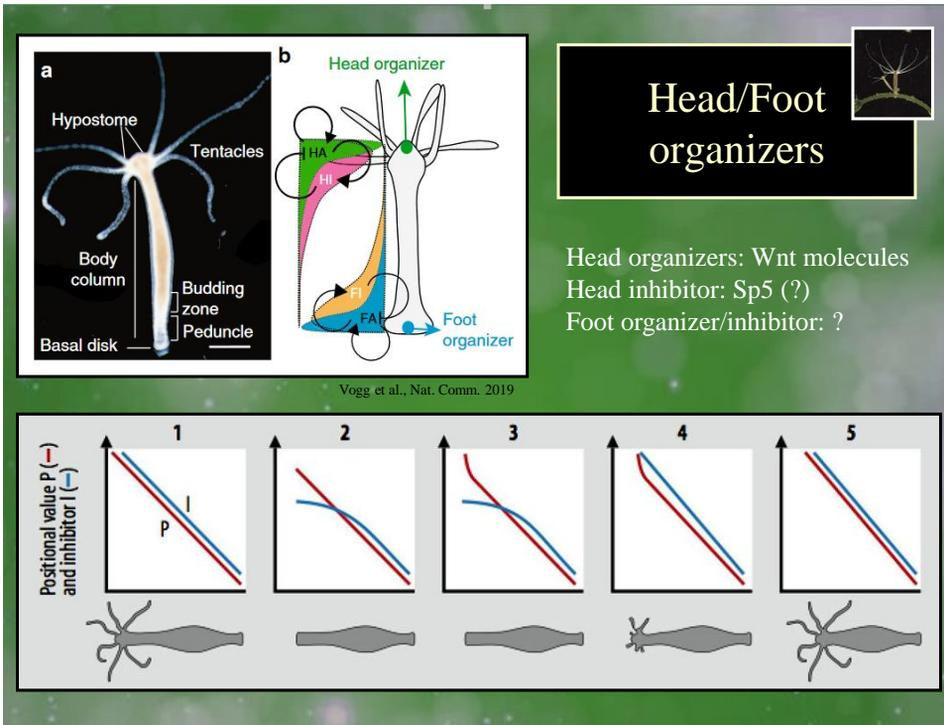 a
Hypostome
Tentacles
Body
column
Budding
zone
Peduncle
Basal disk
b
Head organizer
HA
HI
FI
FA
Foot
organizer
Vogg et al., Nat. Comm. 2019
Head/Foot
organizers
Head organizers: Wnt molecules
Head inhibitor: Sp5 (?)
Foot organizer/inhibitor: ?
Positional value P (—)
and inhibitor I (—)
1
2
3
4
5
I
P